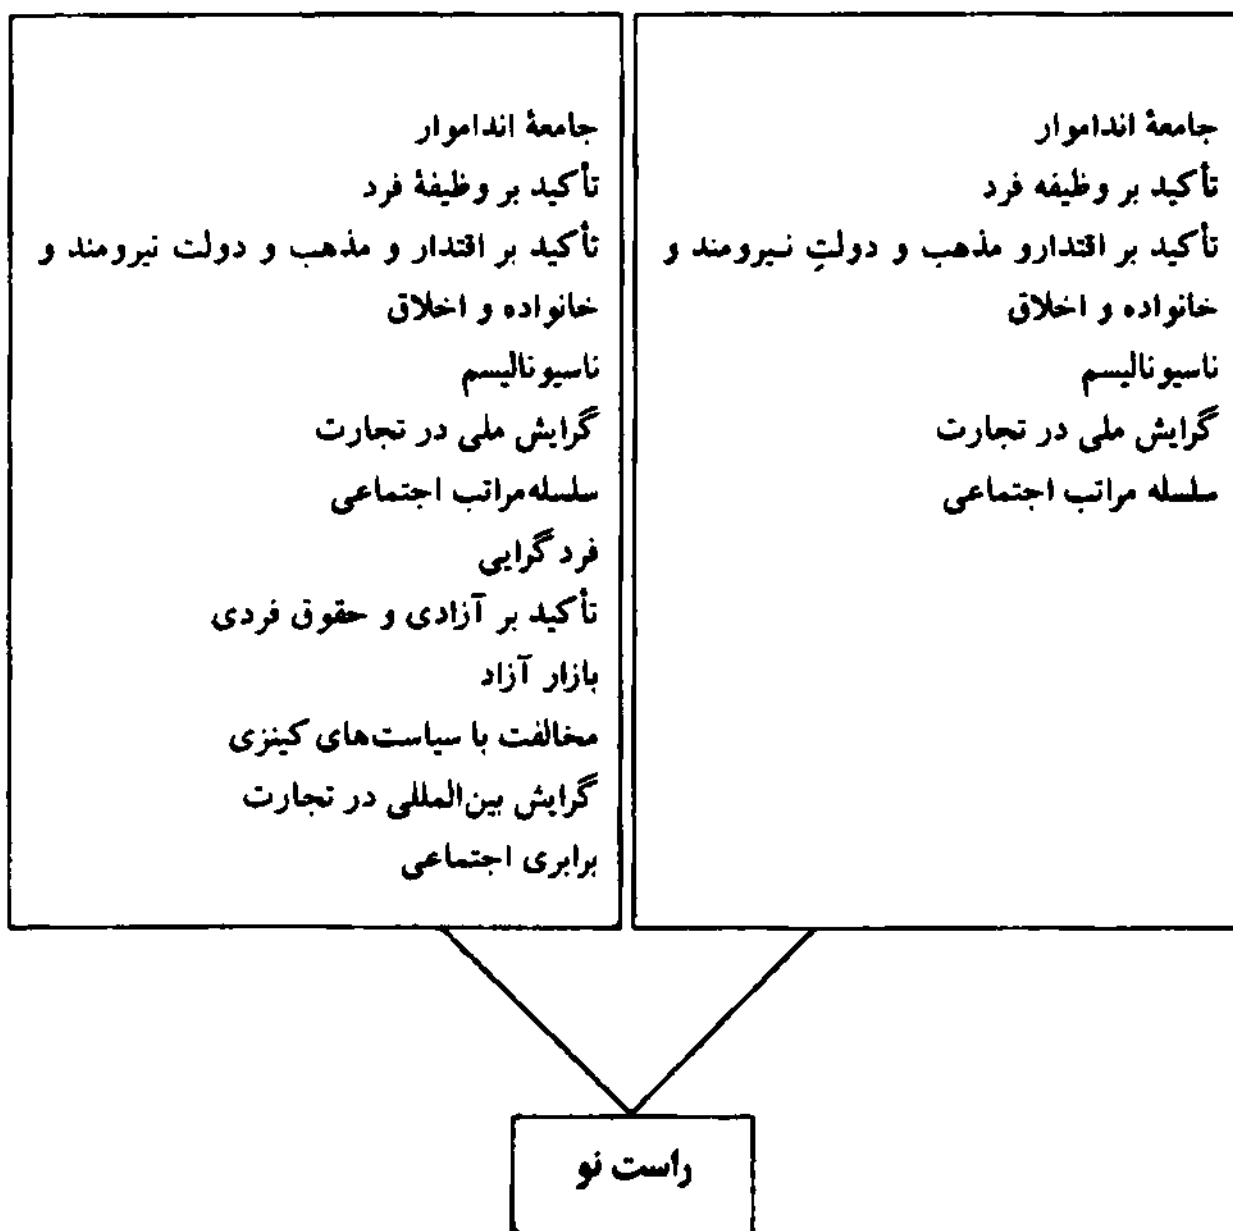 جامعهٔ انداموار
تأکید بر وظیفه فرد
تأکید بر اقتدارو مذهب و دولتِ نـیرومند و
خانواده و اخلاق
ناسیونالیسم
گرایش ملی در تجارت
سلسله مراتب اجتماعی
جامعهٔ انداموار
تأکید بر وظیفهٔ فرد
تأکید بر اقتدار و مذهب و دولت نیرومند و
خانواده و اخلاق
ناسیونالیسم
گرایش ملی در تجارت
سلسله‌مراتب اجتماعی
فردگرایی
تأکید بر آزادی و حقوق فردی
بازار آزاد
مخالفت با سیاست‌های کینزی
گرایش بین‌المللی در تجارت
برابری اجتماعی
راست نو